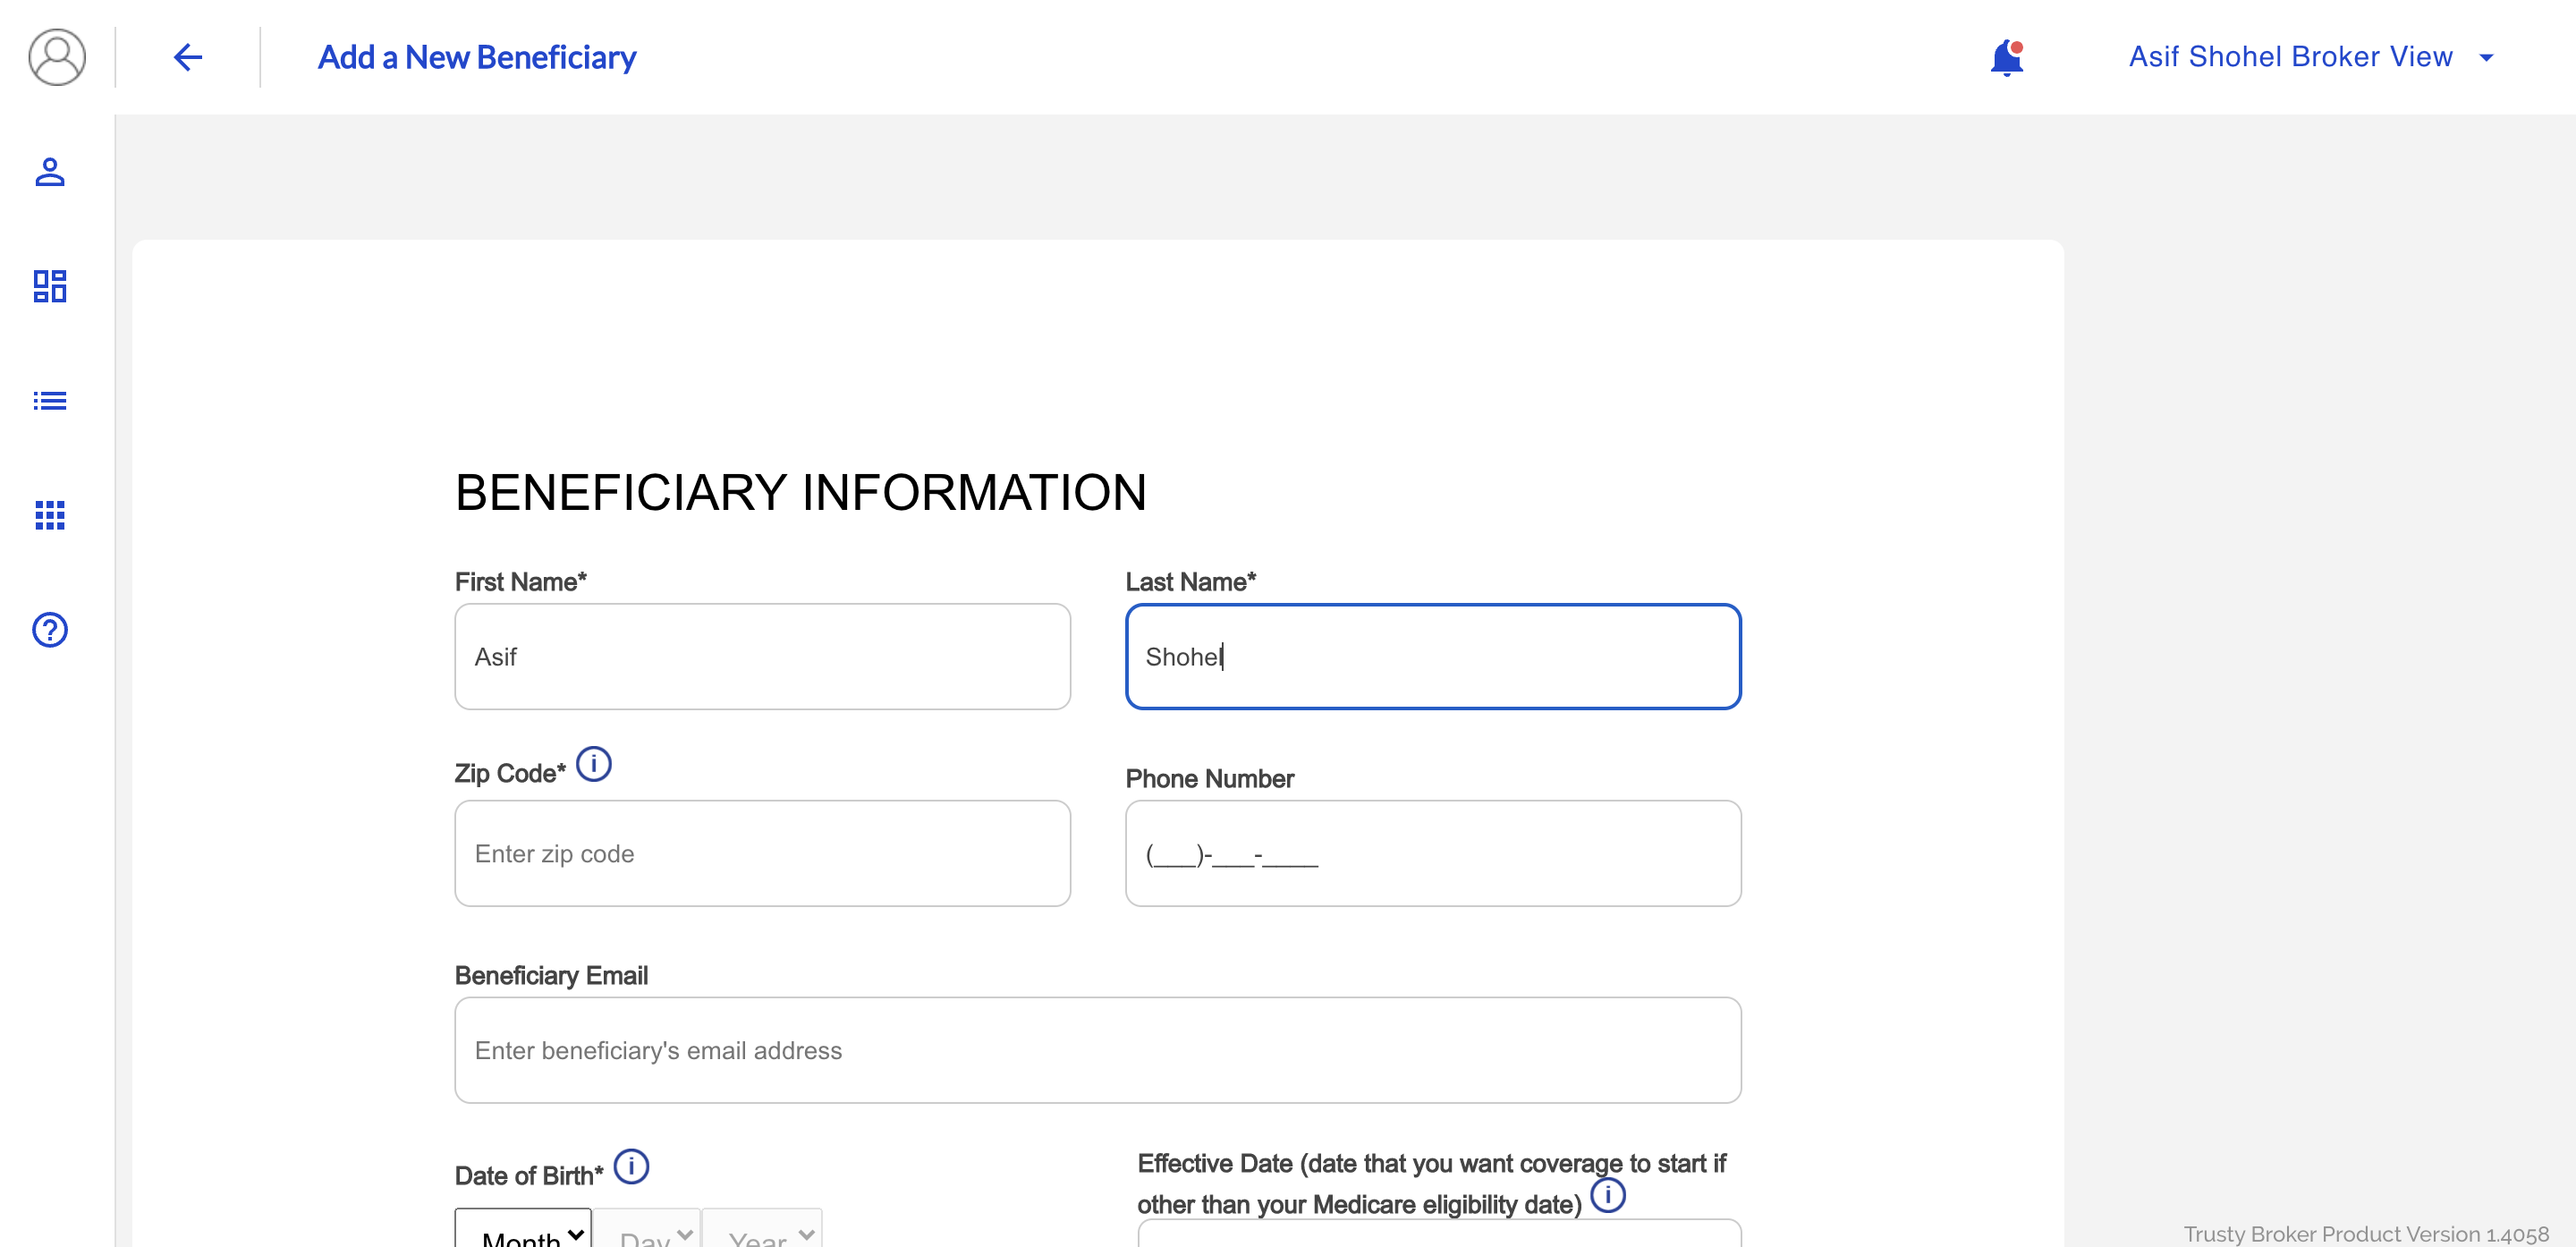 Add a New Beneficiary
Asif Shohel Broker View
BENEFICIARY INFORMATION
First Name*
Last Name*
Asif
Shohel
Zip Code*
Phone Number
Enter zip code
(___)-___-____
Beneficiary Email
Enter beneficiary's email address
Date of Birth*
Effective Date (date that you want coverage to start if
other than your Medicare eligibility date)
Month
Day
Year
Trusty Broker Product Version 1.4058